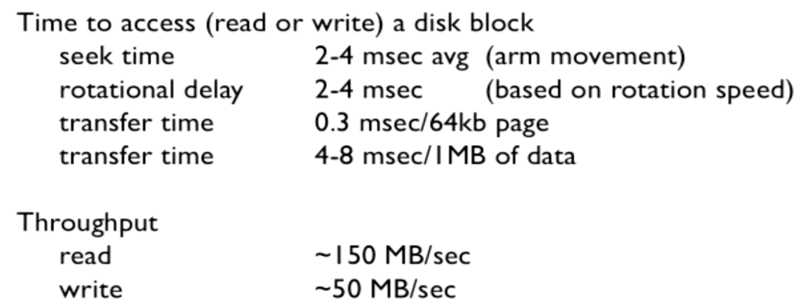 Time to access (read or write) a disk block
seek time 2-4 msec avg (arm movement)
rotational delay 2-4 msec (based on rotation speed)
transfer time 0.3 msec/64kb page
transfer time 4-8 msec/1MB of data
Throughput
read ~150 MB/sec
write ~50 MB/sec